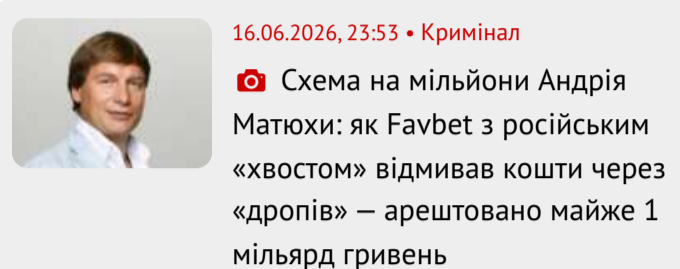 16.06.2026, 23:53 • Кримінал
Схема на мільйони Андрія
Матюхи: як Favbet з російським
«хвостом» відмивав кошти через
«дропів» — арештовано майже 1
мільярд гривень